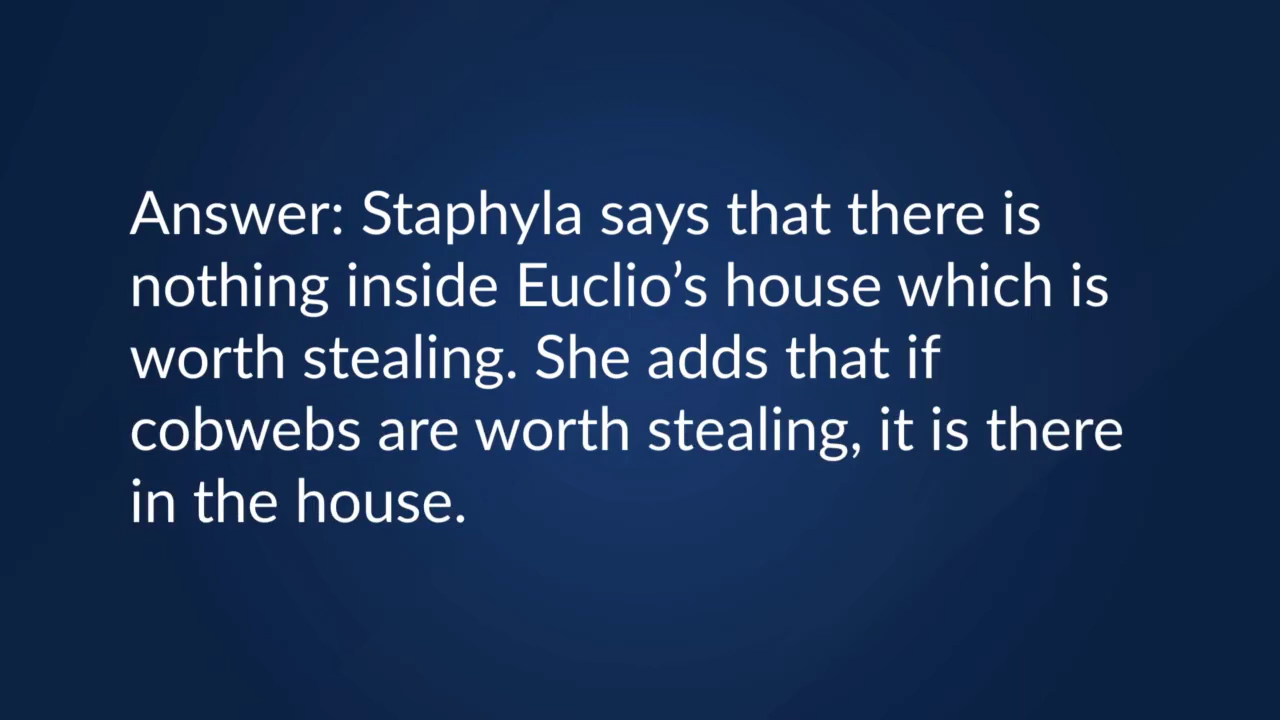 Answer: Staphyla says that there is
nothing inside Euclio’s house which is
worth stealing. She adds that if
cobwebs are worth stealing, it is there
in the house.